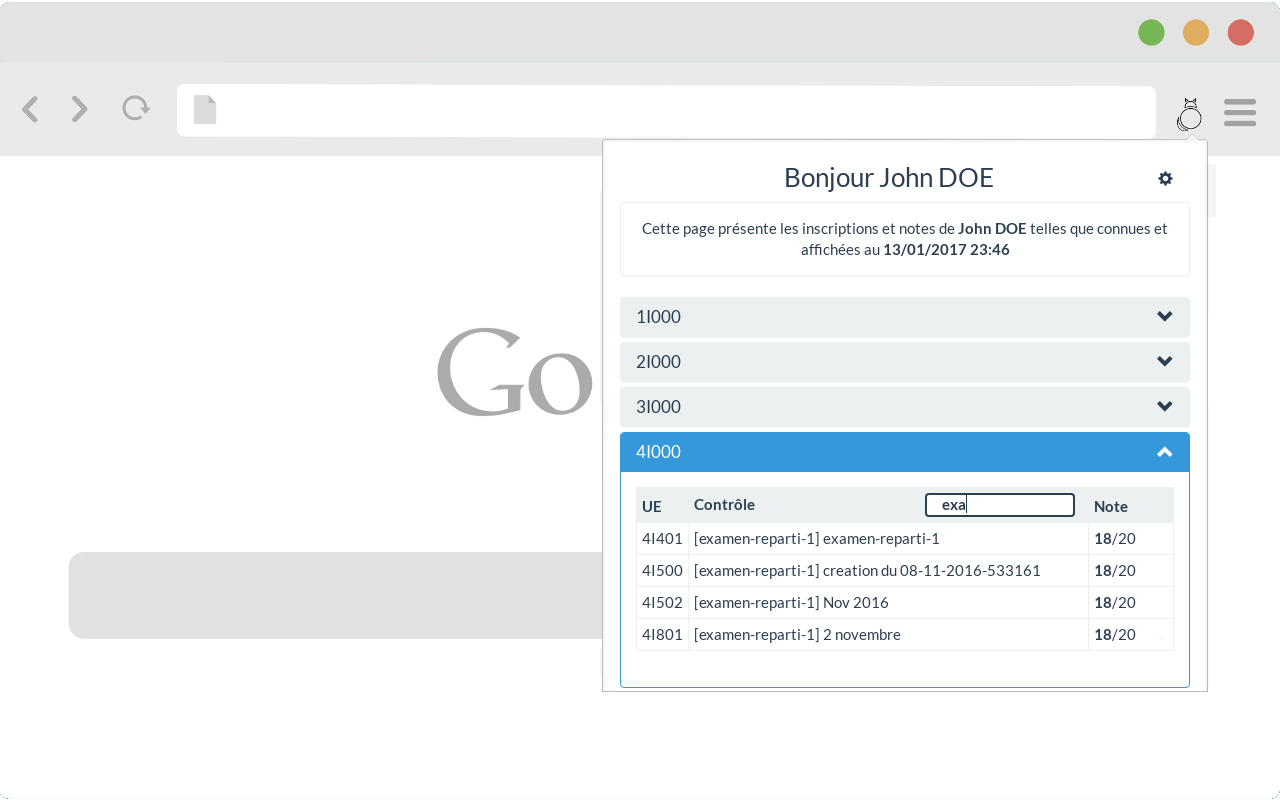 Bonjour John DOE
Cette page présente les inscriptions et notes de John DOE telles que connues et
affichées au 13/01/2017 23:46
Go
1I000
2I000
3I000
4I000
UE Contrôle exa Note
4I401 [examen-reparti-1] examen-reparti-1 18/20
4I500 [examen-reparti-1] creation du 08-11-2016-533161 18/20
4I502 [examen-reparti-1] Nov 2016 18/20
4I801 [examen-reparti-1] 2 novembre 18/20